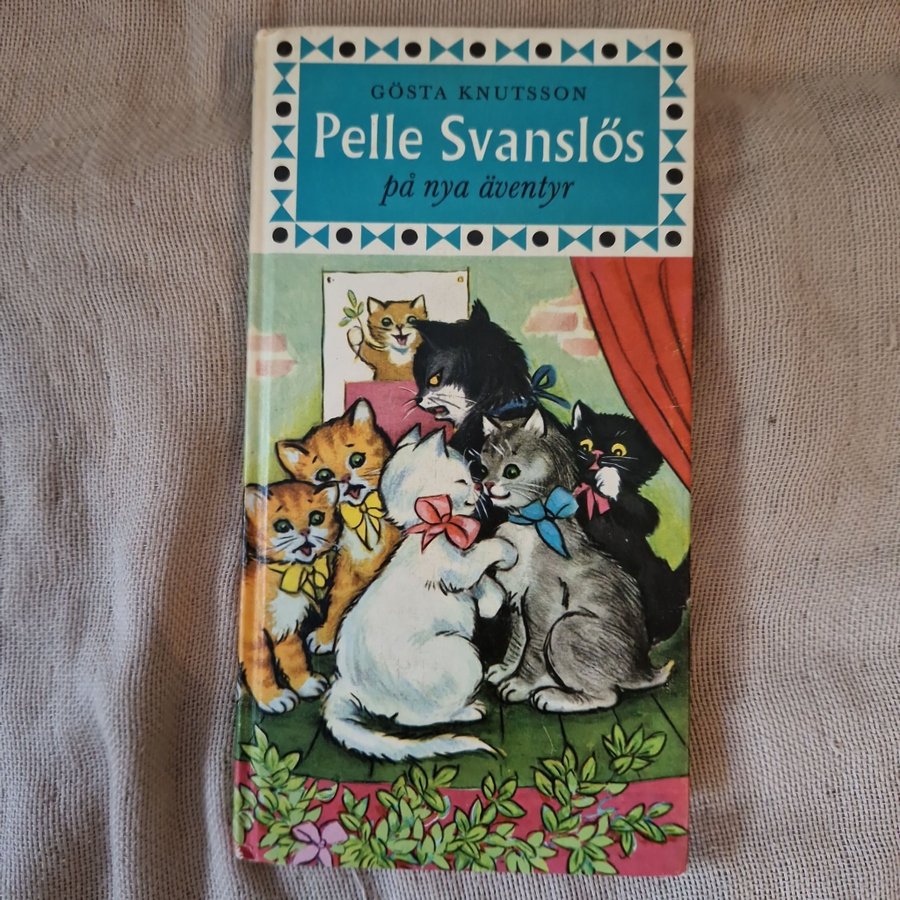 GÖSTA KNUTSSON
Pelle Svanslös
på nya äventyr